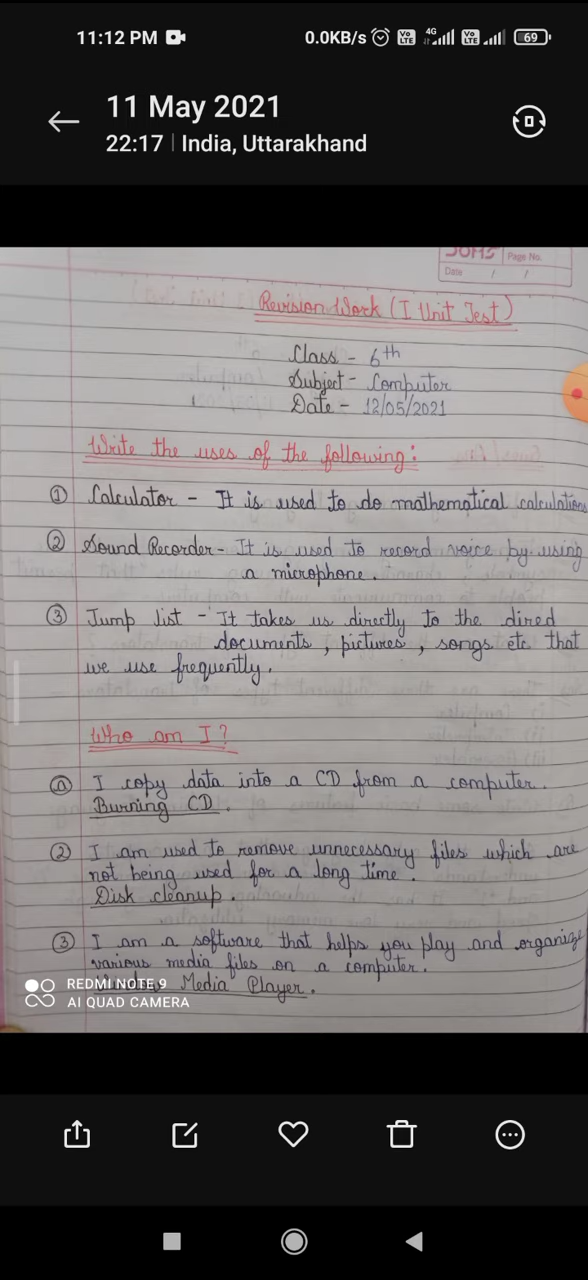 11:12 PM 0.0KB/s Vo LTE 4G Vo LTE 69
11 May 2021
22:17 | India, Uttarakhand
Page No.
Date / /
Revision Work (I Unit Test)
Class - 6th
Subject - Computer
Date - 12/05/2021
Write the uses of the following:
① Calculator - It is used to do mathematical calculations
② Sound Recorder - It is used to record voice by using
a microphone.
③ Jump list - It takes us directly to the dired
documents, pictures, songs etc that
we use frequently.
Who am I?
① I copy data into a CD from a computer.
Burning CD.
② I am used to remove unnecessary files which are
not being used for a long time.
Disk cleanup.
③ I am a software that helps you play and organize
various media files on a computer.
Media Player.
REDMI NOTE 9
AI QUAD CAMERA